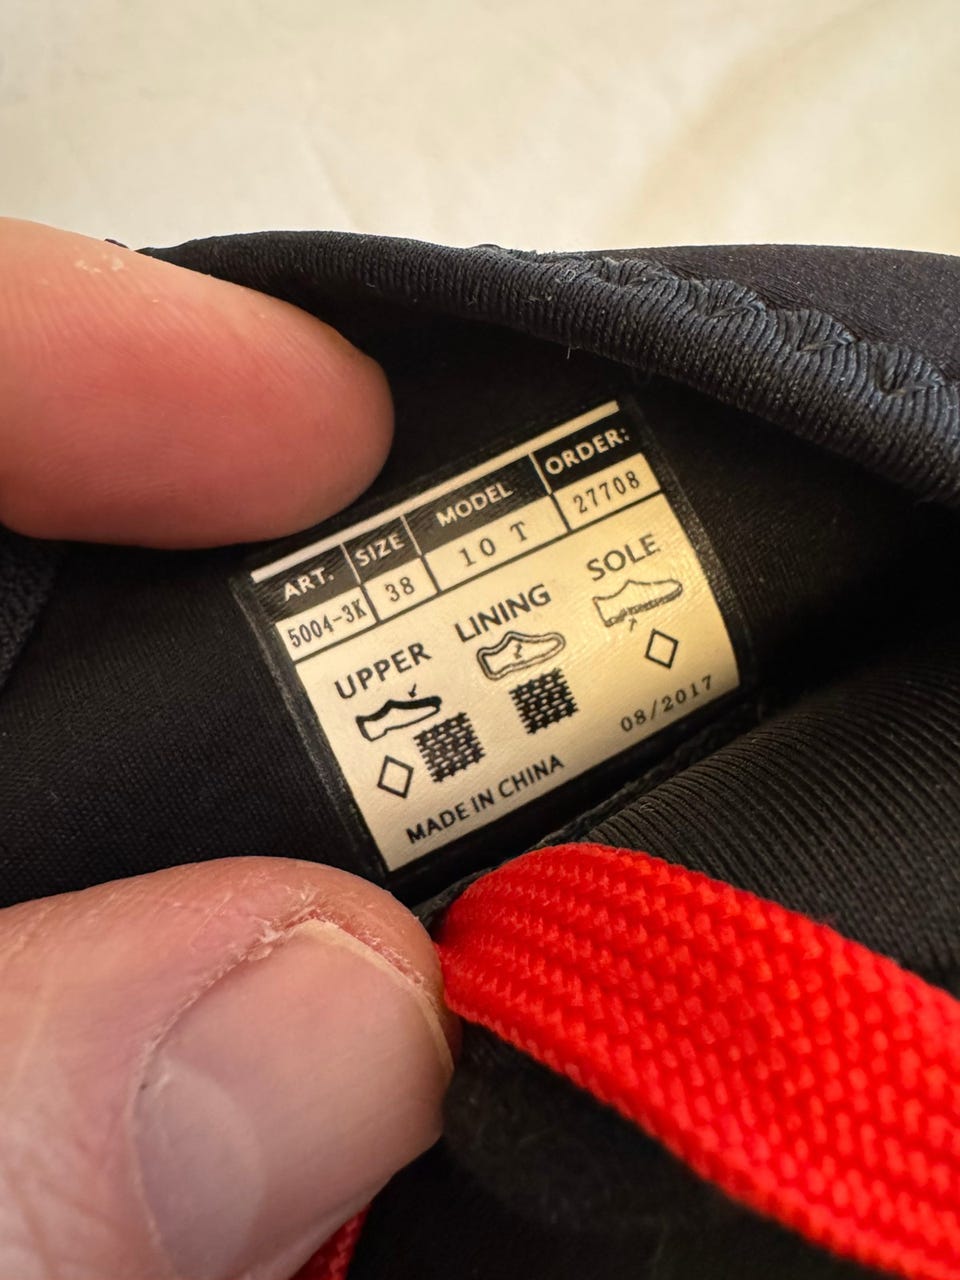 ART. SIZE MODEL ORDER:
5004-3K 38 10 T 27708
UPPER LINING SOLE
08/2017
MADE IN CHINA